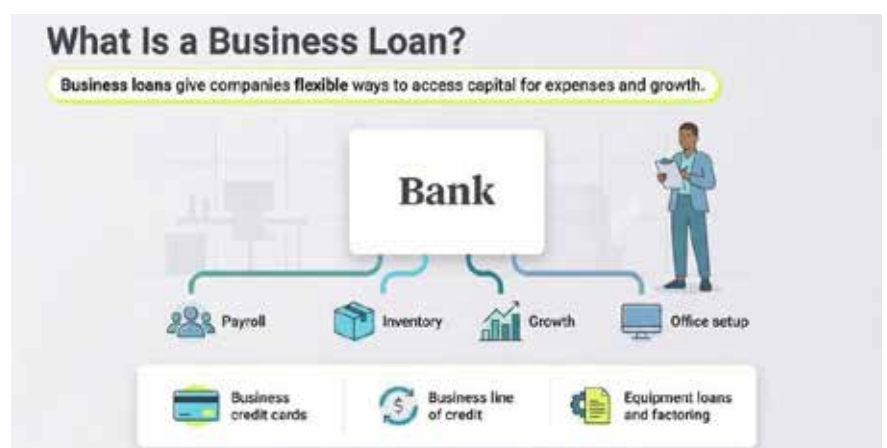 What Is a Business Loan?
Business loans give companies flexible ways to access capital for expenses and growth.
Bank
Payroll
Inventory
Growth
Office setup
Business
credit cards
Business line
of credit
Equipment loans
and factoring